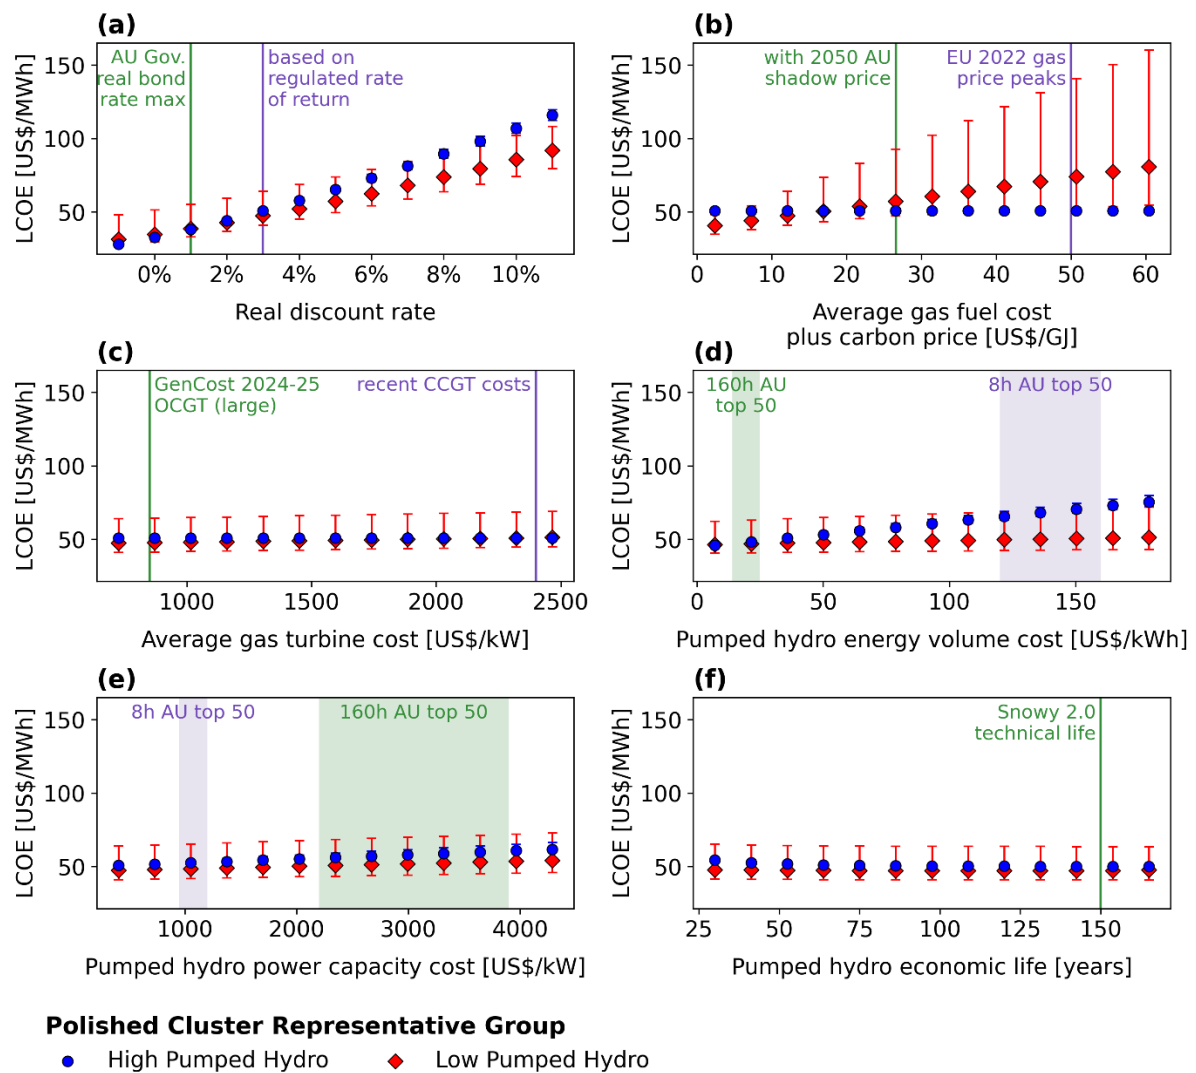 (a)
AU Gov.
real bond
rate max
based on
regulated rate
of return
150
100
50
LCOE [US$/MWh]
0% 2% 4% 6% 8% 10%
Real discount rate
(b)
with 2050 AU
shadow price
EU 2022 gas
price peaks
150
100
50
LCOE [US$/MWh]
0 10 20 30 40 50 60
Average gas fuel cost
plus carbon price [US$/GJ]
(c)
GenCost 2024-25
OCGT (large)
recent CCGT costs
150
100
50
LCOE [US$/MWh]
1000 1500 2000 2500
Average gas turbine cost [US$/kW]
(d)
160h AU
top 50
8h AU top 50
150
100
50
LCOE [US$/MWh]
0 50 100 150
Pumped hydro energy volume cost [US$/kWh]
(e)
8h AU top 50
160h AU top 50
150
100
50
LCOE [US$/MWh]
1000 2000 3000 4000
Pumped hydro power capacity cost [US$/kW]
(f)
Snowy 2.0
technical life
150
100
50
LCOE [US$/MWh]
25 50 75 100 125 150
Pumped hydro economic life [years]
Polished Cluster Representative Group
High Pumped Hydro Low Pumped Hydro